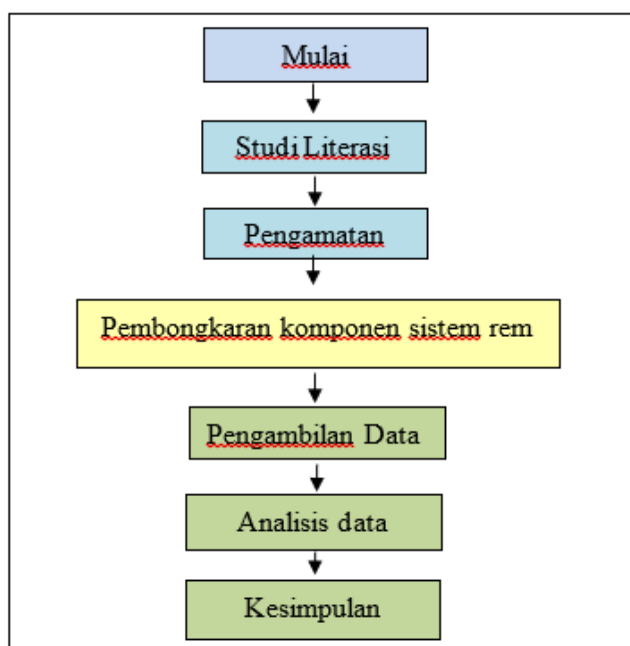 Mulai
Studi Literasi
Pengamatan
Pembongkaran komponen sistem rem
Pengambilan Data
Analisis data
Kesimpulan